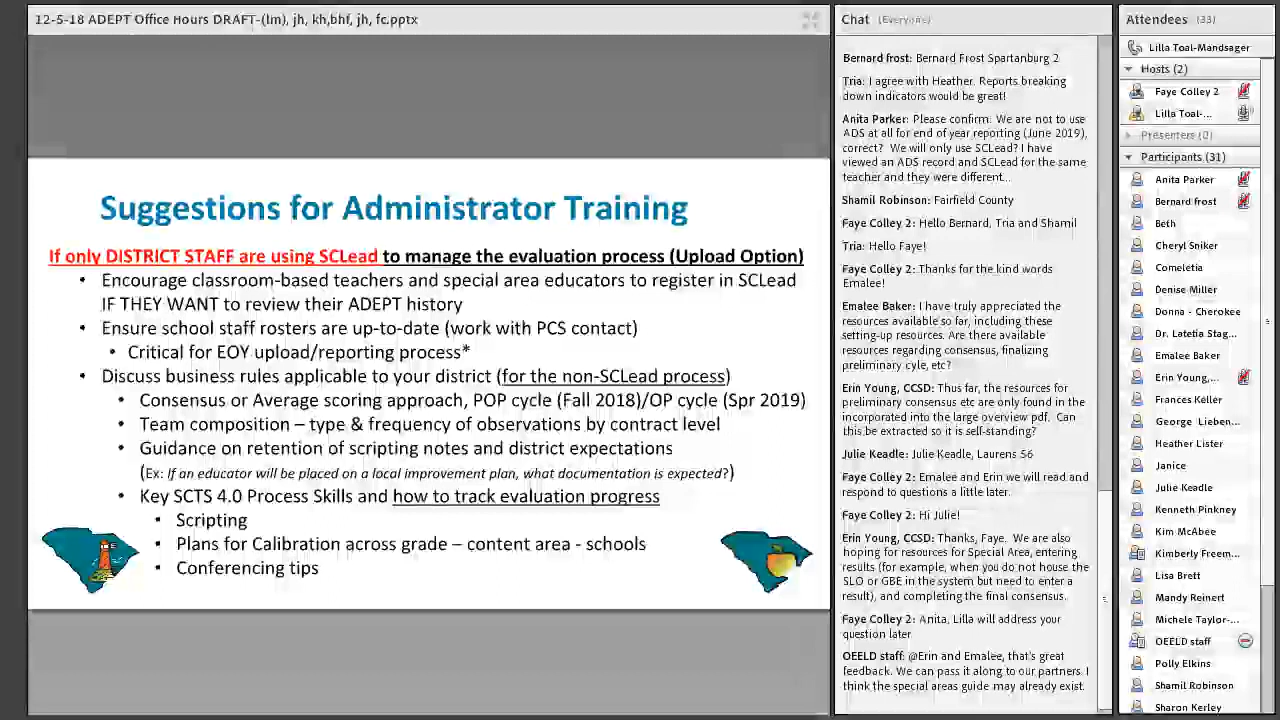 12-5-18 ADEPT Office Hours DRAFT-(lm), jh, kh,bhf, jh, fc.pptx
Suggestions for Administrator Training
If only DISTRICT STAFF are using SCLead to manage the evaluation process (Upload Option)
• Encourage classroom-based teachers and special area educators to register in SCLead
IF THEY WANT to review their ADEPT history
• Ensure school staff rosters are up-to-date (work with PCS contact)
• Critical for EOY upload/reporting process*
• Discuss business rules applicable to your district (for the non-SCLead process)
• Consensus or Average scoring approach, POP cycle (Fall 2018)/OP cycle (Spr 2019)
• Team composition – type & frequency of observations by contract level
• Guidance on retention of scripting notes and district expectations
(Ex: If an educator will be placed on a local improvement plan, what documentation is expected?)
• Key SCTS 4.0 Process Skills and how to track evaluation progress
• Scripting
• Plans for Calibration across grade – content area - schools
• Conferencing tips
Chat (Everyone)
Bernard frost: Bernard Frost Spartanburg 2
Tria: I agree with Heather. Reports breaking
down indicators would be great!
Anita Parker: Please confirm: We are not to use
ADS at all for end of year reporting (June 2019),
correct? We will only use SCLead? I have
viewed an ADS record and SCLead for the same
teacher and they were different...
Shamil Robinson: Fairfield County
Faye Colley 2: Hello Bernard, Tria and Shamil
Tria: Hello Faye!
Faye Colley 2: Thanks for the kind words
Emalee!
Emalee Baker: I have truly appreciated the
resources available so far, including these
setting-up resources. Are there available
resources regarding consensus, finalizing
preliminary cyle, etc?
Erin Young, CCSD: Thus far, the resources for
preliminary consensus etc are only found in the
incorporated into the large overview pdf. Can
this be extracted so it is self-standing?
Julie Keadle: Julie Keadle, Laurens 56
Faye Colley 2: Emalee and Erin we will read and
respond to questions a little later.
Faye Colley 2: Hi Julie!
Erin Young, CCSD: Thanks, Faye. We are also
hoping for resources for Special Area, entering
results (for example, when you do not house the
SLO or GBE in the system but need to enter a
result), and completing the final consensus.
Faye Colley 2: Anita, Lilla will address your
question later
OEELD staff: @Erin and Emalee, that's great
feedback. We can pass it along to our partners. I
think the special areas guide may already exist.
Attendees (33)
Lilla Toal-Mandsager
Hosts (2)
Faye Colley 2
Lilla Toal-...
Presenters (0)
Participants (31)
Anita Parker
Bernard frost
Beth
Cheryl Sniker
Comeletia
Denise Miller
Donna - Cherokee
Dr. Latetia Stag...
Emalee Baker
Erin Young,...
Frances Keller
George Lieben...
Heather Lister
Janice
Julie Keadle
Kenneth Pinkney
Kim McAbee
Kimberly Freem...
Lisa Brett
Mandy Reinert
Michele Taylor-...
OEELD staff
Polly Elkins
Shamil Robinson
Sharon Kerley